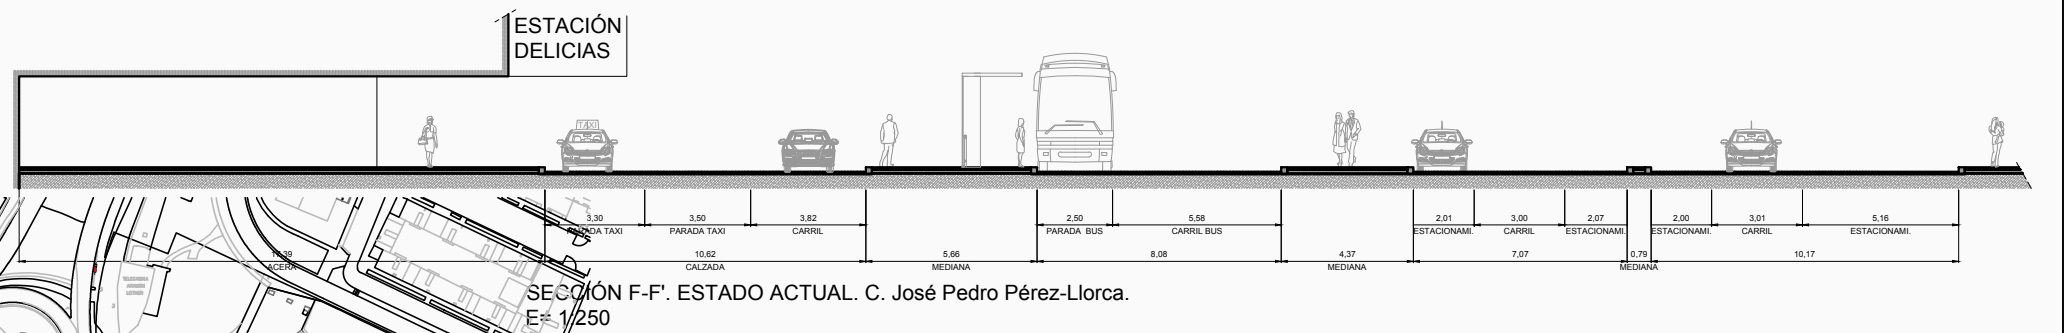 ESTACIÓN
DELICIAS
TAXI
3,30 3,50 3,82 2,50 5,58 2,01 3,00 2,07 2,00 3,01 5,16
PARADA TAXI PARADA TAXI CARRIL PARADA BUS CARRIL BUS ESTACIONAMI. CARRIL ESTACIONAMI. ESTACIONAMI. CARRIL ESTACIONAMI.
17,39 10,62 5,66 8,08 4,37 7,07 0,79 10,17
ACERA CALZADA MEDIANA MEDIANA MEDIANA
SECCIÓN F-F'. ESTADO ACTUAL. C. José Pedro Pérez-Llorca.
E= 1/250